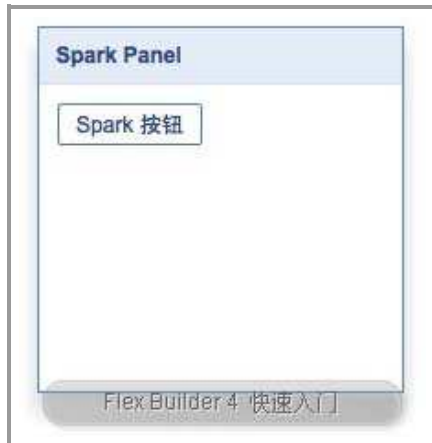 Spark Panel
Spark 按钮
Flex Builder 4 快速入门